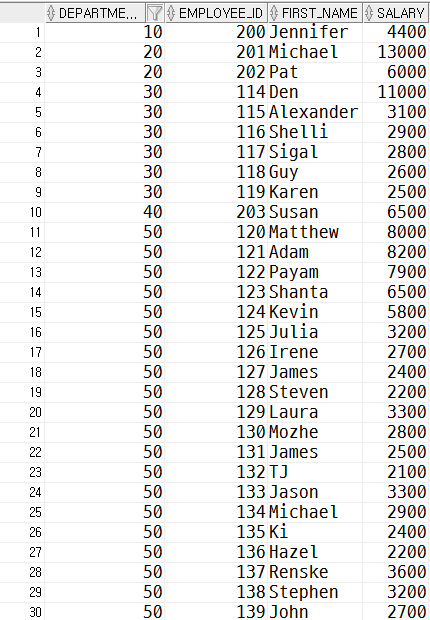 DEPARTME... EMPLOYEE_ID FIRST_NAME SALARY
1 10 200 Jennifer 4400
2 20 201 Michael 13000
3 20 202 Pat 6000
4 30 114 Den 11000
5 30 115 Alexander 3100
6 30 116 Shelli 2900
7 30 117 Sigal 2800
8 30 118 Guy 2600
9 30 119 Karen 2500
10 40 203 Susan 6500
11 50 120 Matthew 8000
12 50 121 Adam 8200
13 50 122 Payam 7900
14 50 123 Shanta 6500
15 50 124 Kevin 5800
16 50 125 Julia 3200
17 50 126 Irene 2700
18 50 127 James 2400
19 50 128 Steven 2200
20 50 129 Laura 3300
21 50 130 Mozhe 2800
22 50 131 James 2500
23 50 132 TJ 2100
24 50 133 Jason 3300
25 50 134 Michael 2900
26 50 135 Ki 2400
27 50 136 Hazel 2200
28 50 137 Renske 3600
29 50 138 Stephen 3200
30 50 139 John 2700